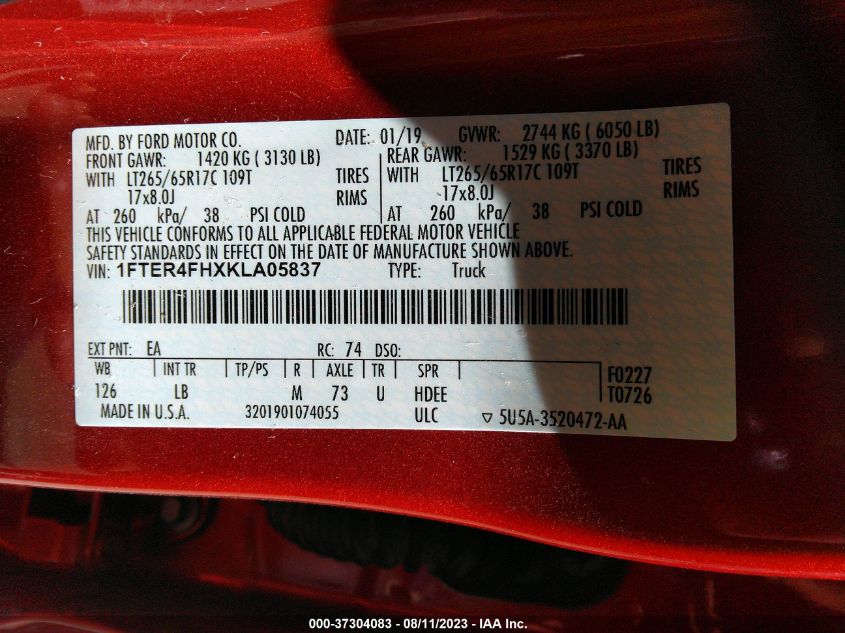 MFD. BY FORD MOTOR CO. DATE: 01/19 GVWR: 2744 KG ( 6050 LB)
FRONT GAWR: 1420 KG ( 3130 LB) REAR GAWR: 1529 KG ( 3370 LB)
WITH LT265/65R17C 109T TIRES WITH LT265/65R17C 109T TIRES
17x8.0J RIMS 17x8.0J RIMS
AT 260 kPa/ 38 PSI COLD AT 260 kPa/ 38 PSI COLD
THIS VEHICLE CONFORMS TO ALL APPLICABLE FEDERAL MOTOR VEHICLE
SAFETY STANDARDS IN EFFECT ON THE DATE OF MANUFACTURE SHOWN ABOVE.
VIN: 1FTER4FHXKLA05837 TYPE: Truck
EXT PNT: EA RC: 74 DSO:
WB INT TR TP/PS R AXLE TR SPR F0227
126 LB M 73 U HDEE T0726
MADE IN U.S.A. 3201901074055 ULC ▽ 5U5A-3520472-AA
000-37304083 - 08/11/2023 - IAA Inc.